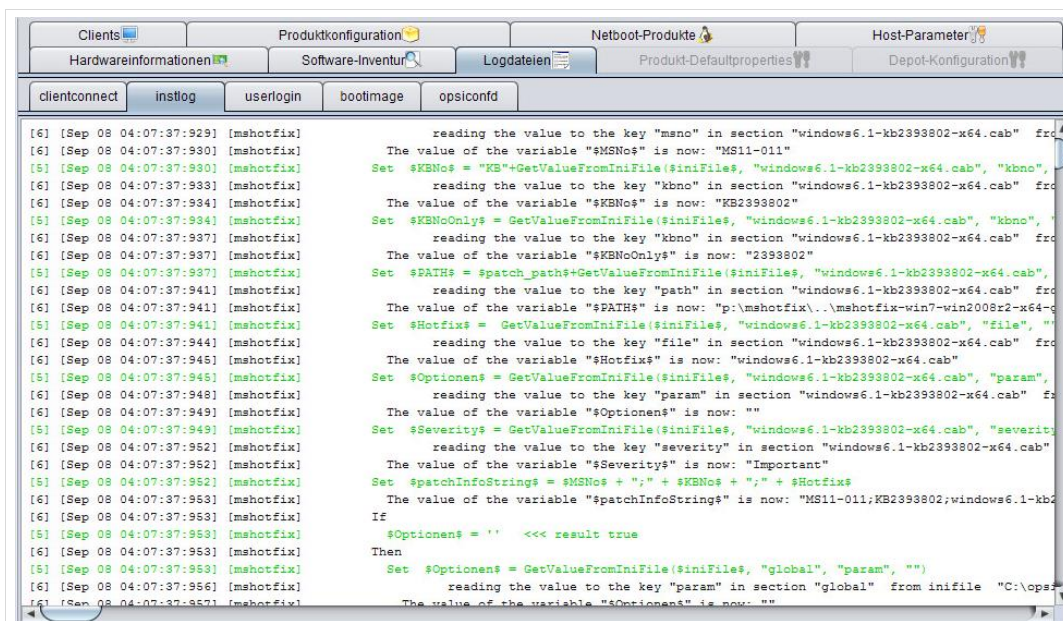 Clients Produktkonfiguration Netboot-Produkte Host-Parameter
Hardwareinformationen Software-Inventur Logdateien Produkt-Defaultproperties Depot-Konfiguration
clientconnect instlog userlogin bootimage opsiconfd
[6] [Sep 08 04:07:37:929] [mshotfix] reading the value to the key "msno" in section "windows6.1-kb2393802-x64.cab"
[6] [Sep 08 04:07:37:930] [mshotfix] The value of the variable "$MSNo$" is now: "MS11-011"
[5] [Sep 08 04:07:37:930] [mshotfix] Set $KBNo$ = "KB"+GetValueFromIniFile($iniFile$, "windows6.1-kb2393802-x64.cab", "kbno",
[6] [Sep 08 04:07:37:933] [mshotfix] reading the value to the key "kbno" in section "windows6.1-kb2393802-x64.cab"
[6] [Sep 08 04:07:37:934] [mshotfix] The value of the variable "$KBNo$" is now: "KB2393802"
[5] [Sep 08 04:07:37:934] [mshotfix] Set $KBNoOnly$ = GetValueFromIniFile($iniFile$, "windows6.1-kb2393802-x64.cab", "kbno",
[6] [Sep 08 04:07:37:937] [mshotfix] reading the value to the key "kbno" in section "windows6.1-kb2393802-x64.cab"
[6] [Sep 08 04:07:37:937] [mshotfix] The value of the variable "$KBNoOnly$" is now: "2393802"
[5] [Sep 08 04:07:37:937] [mshotfix] Set $PATH$ = $patch_path$+GetValueFromIniFile($iniFile$, "windows6.1-kb2393802-x64.cab",
[6] [Sep 08 04:07:37:941] [mshotfix] reading the value to the key "path" in section "windows6.1-kb2393802-x64.cab"
[6] [Sep 08 04:07:37:941] [mshotfix] The value of the variable "$PATH$" is now: "p:\mshotfix\..\mshotfix-win7-win2008r2-x64-g
[5] [Sep 08 04:07:37:941] [mshotfix] Set $Hotfix$ = GetValueFromIniFile($iniFile$, "windows6.1-kb2393802-x64.cab", "file", "
[6] [Sep 08 04:07:37:944] [mshotfix] reading the value to the key "file" in section "windows6.1-kb2393802-x64.cab"
[6] [Sep 08 04:07:37:945] [mshotfix] The value of the variable "$Hotfix$" is now: "windows6.1-kb2393802-x64.cab"
[5] [Sep 08 04:07:37:945] [mshotfix] Set $Optionen$ = GetValueFromIniFile($iniFile$, "windows6.1-kb2393802-x64.cab", "param",
[6] [Sep 08 04:07:37:948] [mshotfix] reading the value to the key "param" in section "windows6.1-kb2393802-x64.cab"
[6] [Sep 08 04:07:37:949] [mshotfix] The value of the variable "$Optionen$" is now: ""
[5] [Sep 08 04:07:37:949] [mshotfix] Set $Severity$ = GetValueFromIniFile($iniFile$, "windows6.1-kb2393802-x64.cab", "severity
[6] [Sep 08 04:07:37:952] [mshotfix] reading the value to the key "severity" in section "windows6.1-kb2393802-x64.cab"
[6] [Sep 08 04:07:37:952] [mshotfix] The value of the variable "$Severity$" is now: "Important"
[5] [Sep 08 04:07:37:952] [mshotfix] Set $patchInfoString$ = $MSNo$ + ";" + $KBNo$ + ";" + $Hotfix$
[6] [Sep 08 04:07:37:953] [mshotfix] The value of the variable "$patchInfoString$" is now: "MS11-011;KB2393802;windows6.1-kb2
[6] [Sep 08 04:07:37:953] [mshotfix] If
[5] [Sep 08 04:07:37:953] [mshotfix] $Optionen$ = '' <<< result true
[6] [Sep 08 04:07:37:953] [mshotfix] Then
[5] [Sep 08 04:07:37:953] [mshotfix] Set $Optionen$ = GetValueFromIniFile($iniFile$, "global", "param", "")
[6] [Sep 08 04:07:37:956] [mshotfix] reading the value to the key "param" in section "global" from inifile "C:\ops
[6] [Sep 08 04:07:37:957] [mshotfix] The value of the variable "$Optionen$" is now: ""